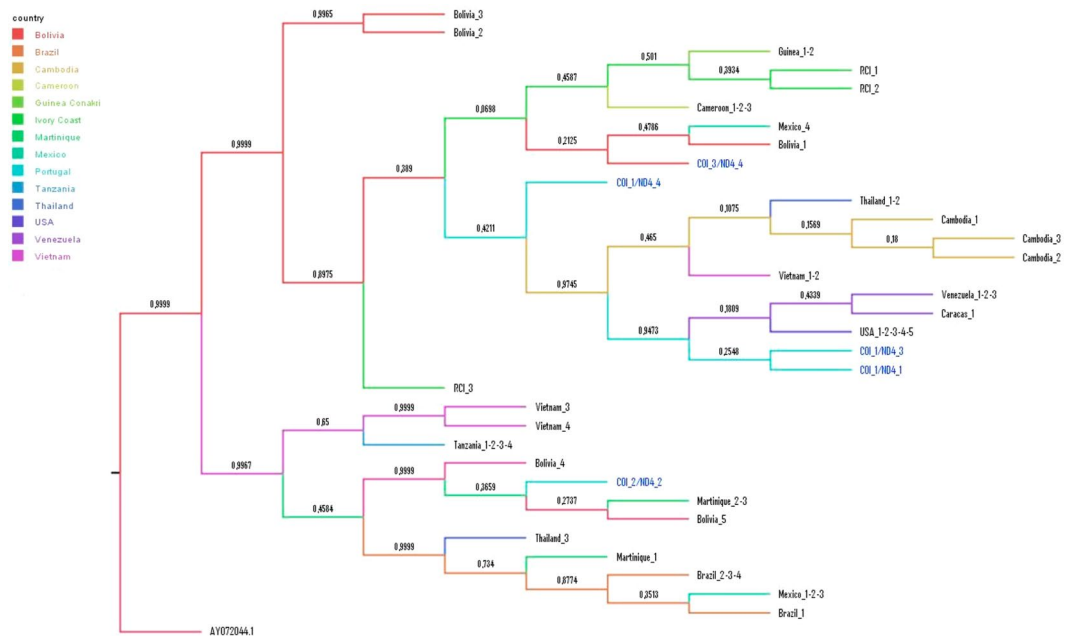 country
Bolivia
Brazil
Cambodia
Cameroon
Guinea Conakri
Ivory Coast
Martinique
Mexico
Portugal
Tanzania
Thailand
USA
Venezuela
Vietnam
0,9965
Bolivia_3
Bolivia_2
0,501
Guinea_1-2
0,4587
0,3934
RCI_1
RCI_2
0,9999
0,8698
Cameroon_1-2-3
0,4786
Mexico_4
0,2125
Bolivia_1
0,389
COI_3/ND4_4
COI_1/ND4_4
0,1875
Thailand_1-2
0,4211
0,465
0,1569
Cambodia_1
0,18
Cambodia_3
Cambodia_2
0,8975
0,9745
Vietnam_1-2
0,9999
0,4339
Venezuela_1-2-3
0,1809
Caracas_1
0,9473
USA_1-2-3-4-5
0,2548
COI_1/ND4_3
COI_1/ND4_1
RCI_3
0,9999
Vietnam_3
0,65
Vietnam_4
Tanzania_1-2-3-4
0,9967
0,9999
Bolivia_4
0,3659
COI_2/ND4_2
0,2737
Martinique_2-3
0,4584
Bolivia_5
0,9999
Thailand_3
0,734
Martinique_1
0,8774
Brazil_2-3-4
0,3513
Mexico_1-2-3
Brazil_1
AY072044.1